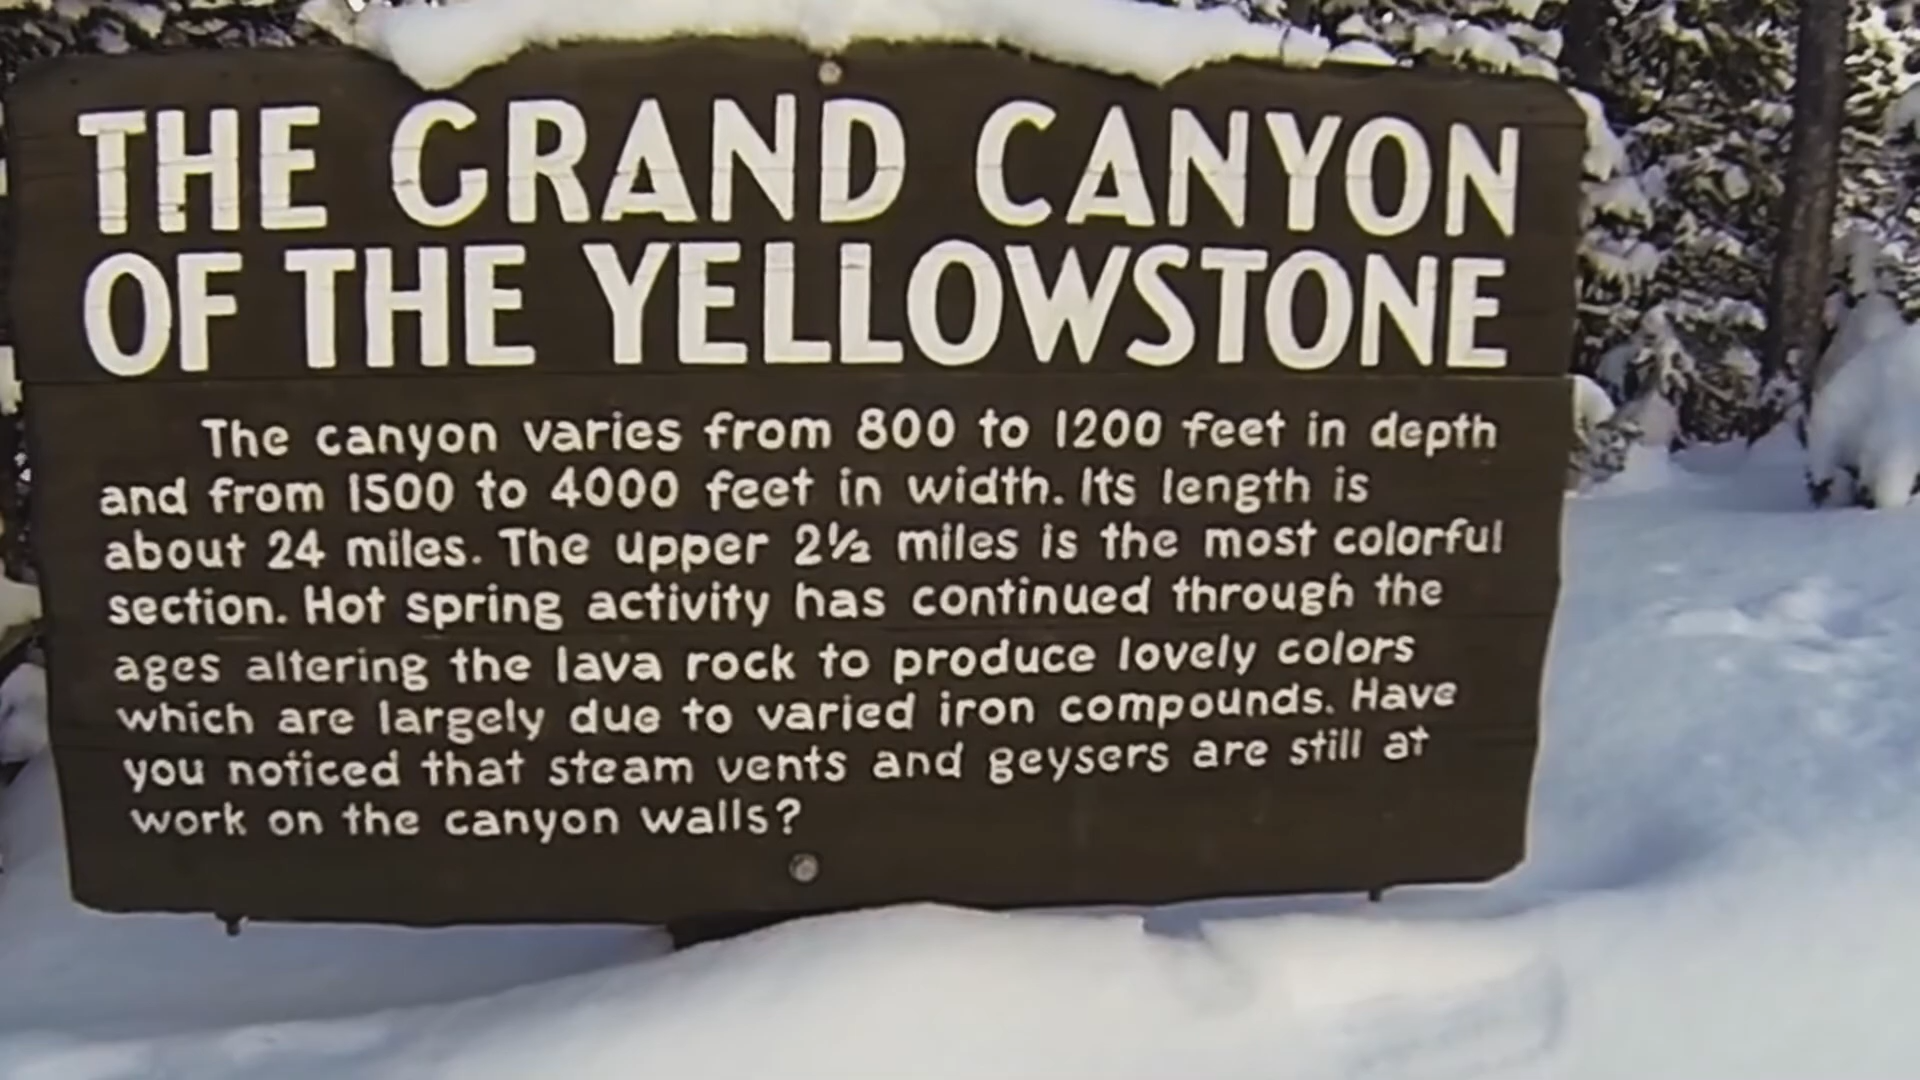 THE GRAND CANYON
OF THE YELLOWSTONE
The canyon varies from 800 to 1200 feet in depth
and from 1500 to 4000 feet in width. Its length is
about 24 miles. The upper 2½ miles is the most colorful
section. Hot spring activity has continued through the
ages altering the lava rock to produce lovely colors
which are largely due to varied iron compounds. Have
you noticed that steam vents and geysers are still at
work on the canyon walls?